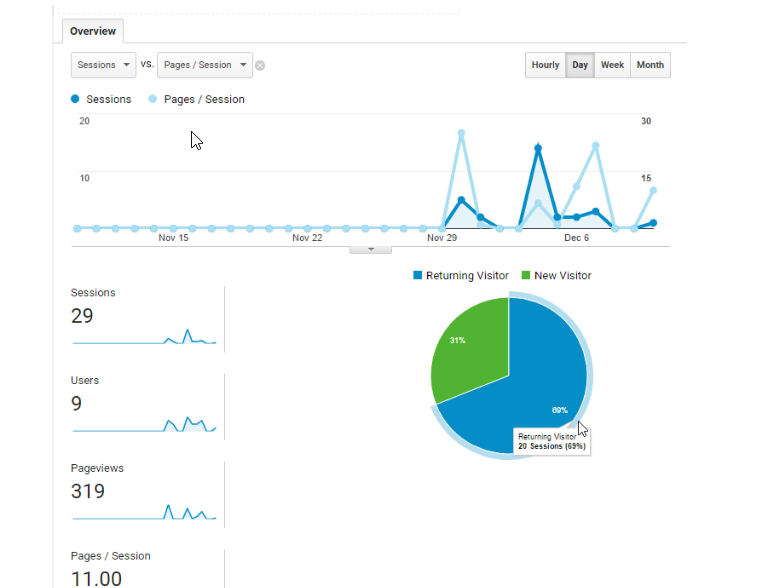 Overview
Sessions VS. Pages / Session Hourly Day Week Month
Sessions Pages / Session
20 30
10 15
Nov 15 Nov 22 Nov 29 Dec 6
Returning Visitor New Visitor
Sessions
29
31%
69%
Returning Visitor
20 Sessions (69%)
Users
9
Pageviews
319
Pages / Session
11.00